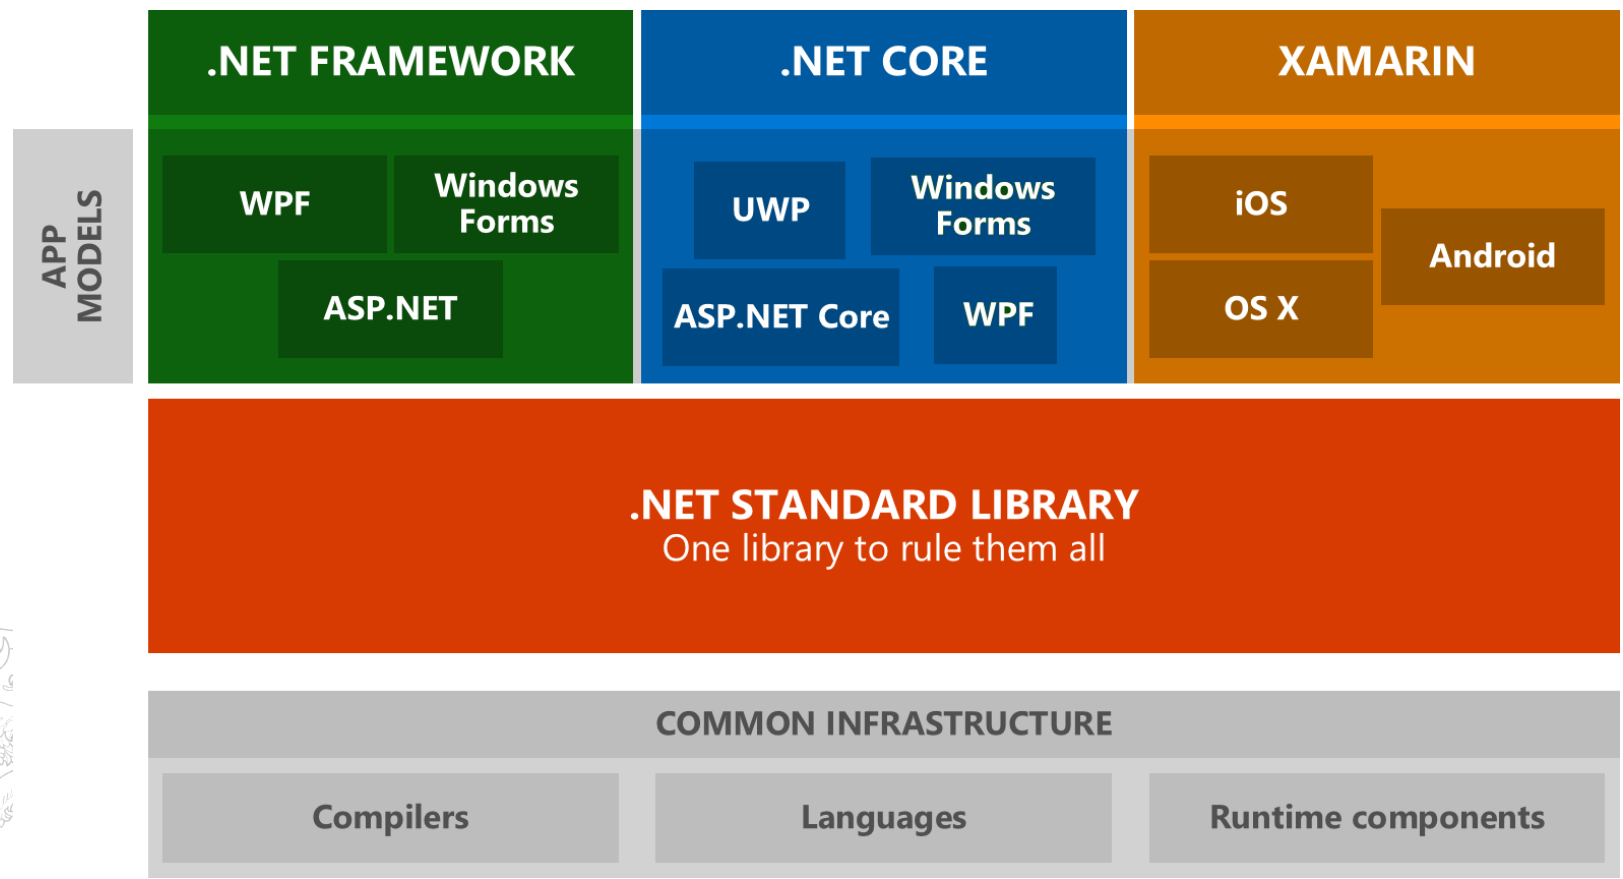 .NET FRAMEWORK
.NET CORE
XAMARIN
APP
MODELS
WPF
Windows
Forms
ASP.NET
UWP
Windows
Forms
ASP.NET Core
WPF
iOS
Android
OS X
.NET STANDARD LIBRARY
One library to rule them all
COMMON INFRASTRUCTURE
Compilers
Languages
Runtime components